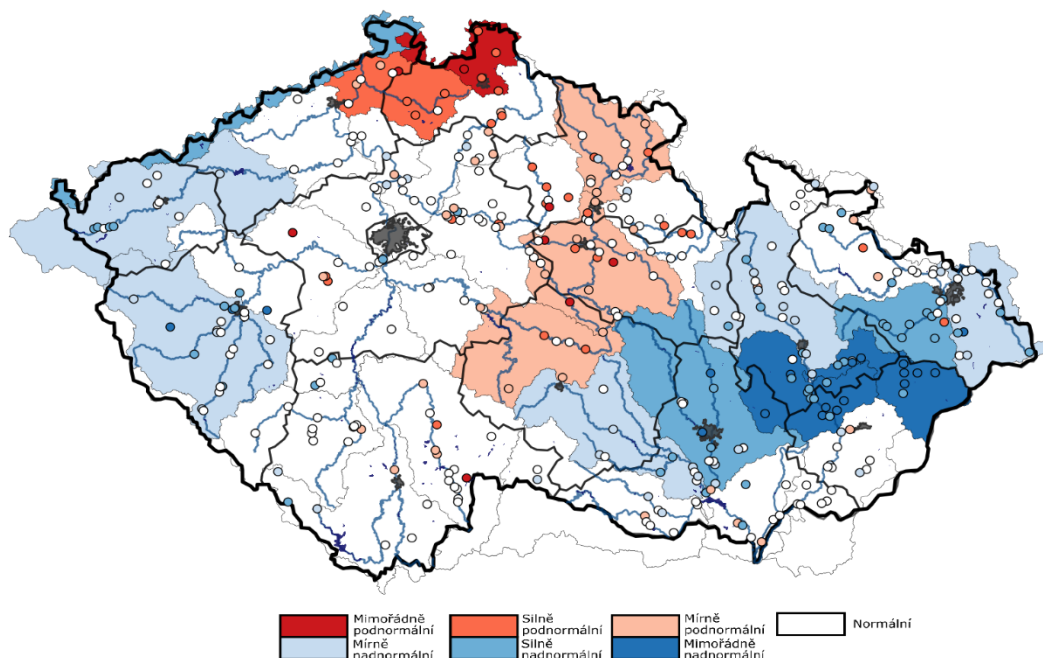 Mimořádně
podnormální
Silně
podnormální
Mírně
podnormální
Normální
Mírně
nadnormální
Silně
nadnormální
Mimořádně
nadnormální